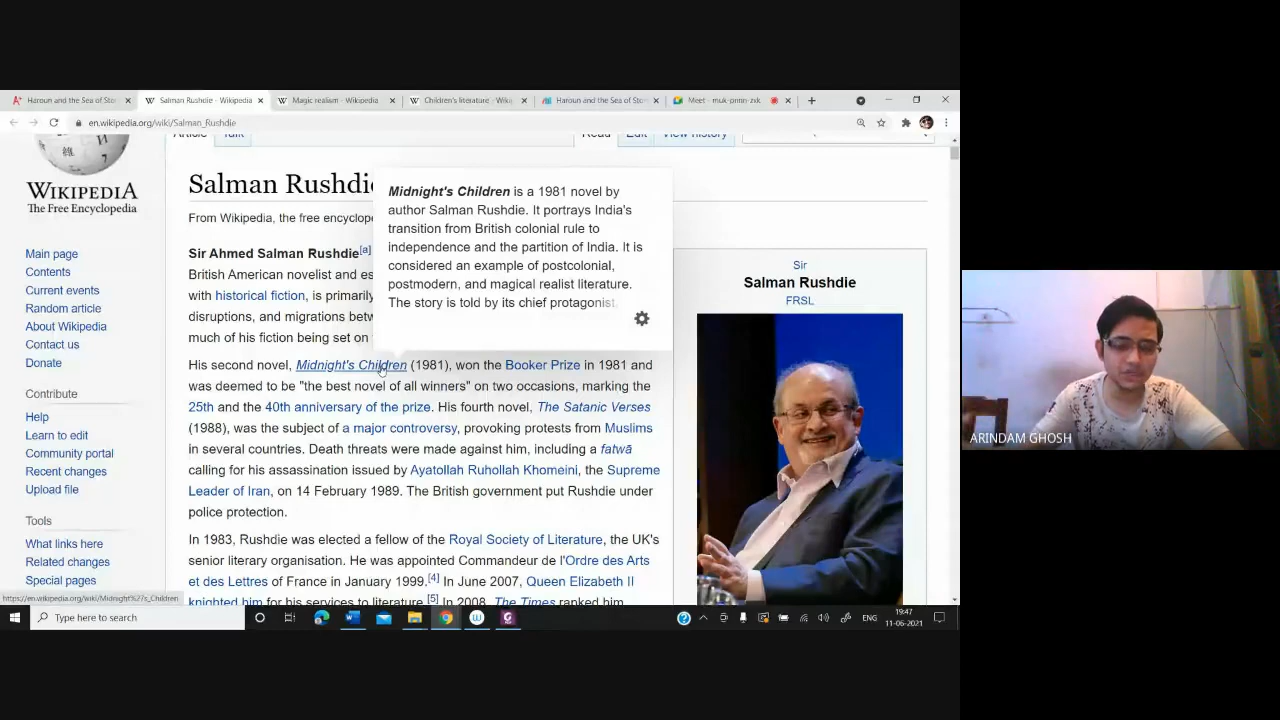 Haroun and the Sea of Sto
Salman Rushdie - Wikipedia
Magic realism - Wikipedia
Children's literature - Wikip
Haroun and the Sea of Sto
Meet - muk-pnnn-zxk
en.wikipedia.org/wiki/Salman_Rushdie
Article
Talk
Read
Edit
View history
WIKIPEDIA
The Free Encyclopedia
Main page
Contents
Current events
Random article
About Wikipedia
Contact us
Donate
Contribute
Help
Learn to edit
Community portal
Recent changes
Upload file
Tools
What links here
Related changes
Special pages
Salman Rushdie
From Wikipedia, the free encyclope
Sir Ahmed Salman Rushdie[a]
British American novelist and es
with historical fiction, is primarily
disruptions, and migrations betw
much of his fiction being set on
Midnight's Children is a 1981 novel by
author Salman Rushdie. It portrays India's
transition from British colonial rule to
independence and the partition of India. It is
considered an example of postcolonial,
postmodern, and magical realist literature.
The story is told by its chief protagonist,
His second novel, Midnight's Children (1981), won the Booker Prize in 1981 and
was deemed to be "the best novel of all winners" on two occasions, marking the
25th and the 40th anniversary of the prize. His fourth novel, The Satanic Verses
(1988), was the subject of a major controversy, provoking protests from Muslims
in several countries. Death threats were made against him, including a fatwā
calling for his assassination issued by Ayatollah Ruhollah Khomeini, the Supreme
Leader of Iran, on 14 February 1989. The British government put Rushdie under
police protection.
In 1983, Rushdie was elected a fellow of the Royal Society of Literature, the UK's
senior literary organisation. He was appointed Commandeur de l'Ordre des Arts
et des Lettres of France in January 1999.[4] In June 2007, Queen Elizabeth II
knighted him for his services to literature.[5] In 2008, The Times ranked him
Sir
Salman Rushdie
FRSL
https://en.wikipedia.org/wiki/Midnight%27s_Children
Type here to search
ENG
19:47
11-06-2021
ARINDAM GHOSH